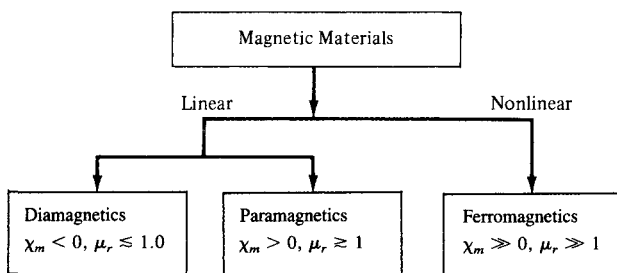 Magnetic Materials
Linear
Nonlinear
Diamagnetics
χm < 0, μr ≲ 1.0
Paramagnetics
χm > 0, μr ≳ 1
Ferromagnetics
χm ≫ 0, μr ≫ 1